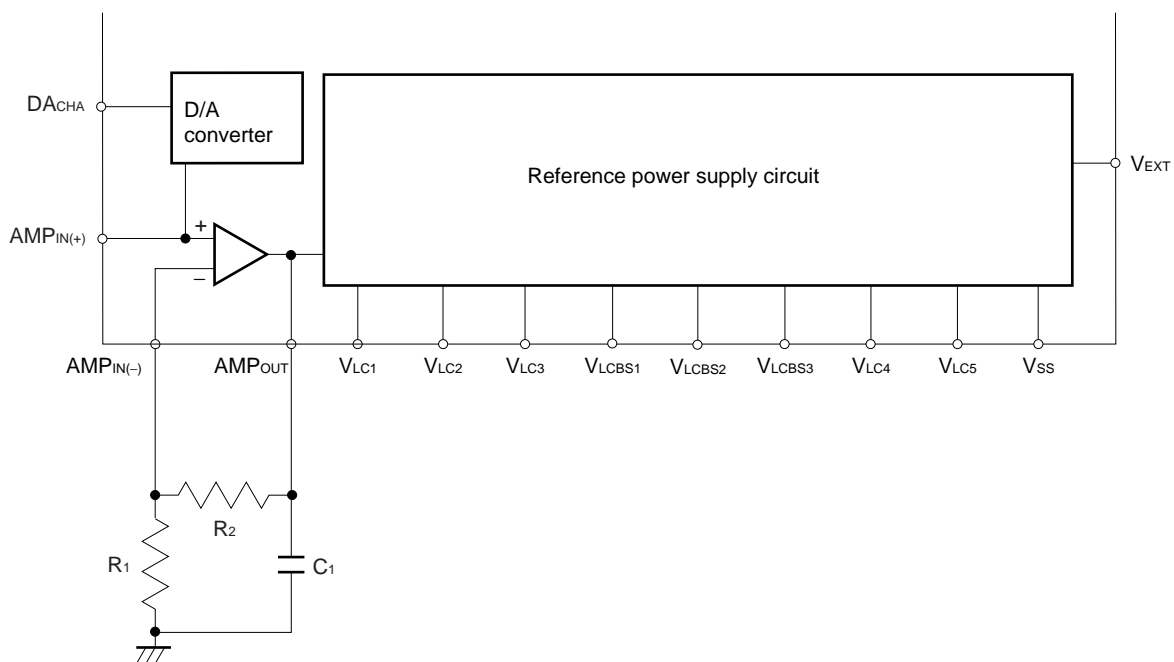 DACHA
D/A
converter
Reference power supply circuit
VEXT
AMPIN(+)
+
–
AMPIN(–)
AMPOUT
VLC1
VLC2
VLC3
VLCBS1
VLCBS2
VLCBS3
VLC4
VLC5
VSS
R2
R1
C1